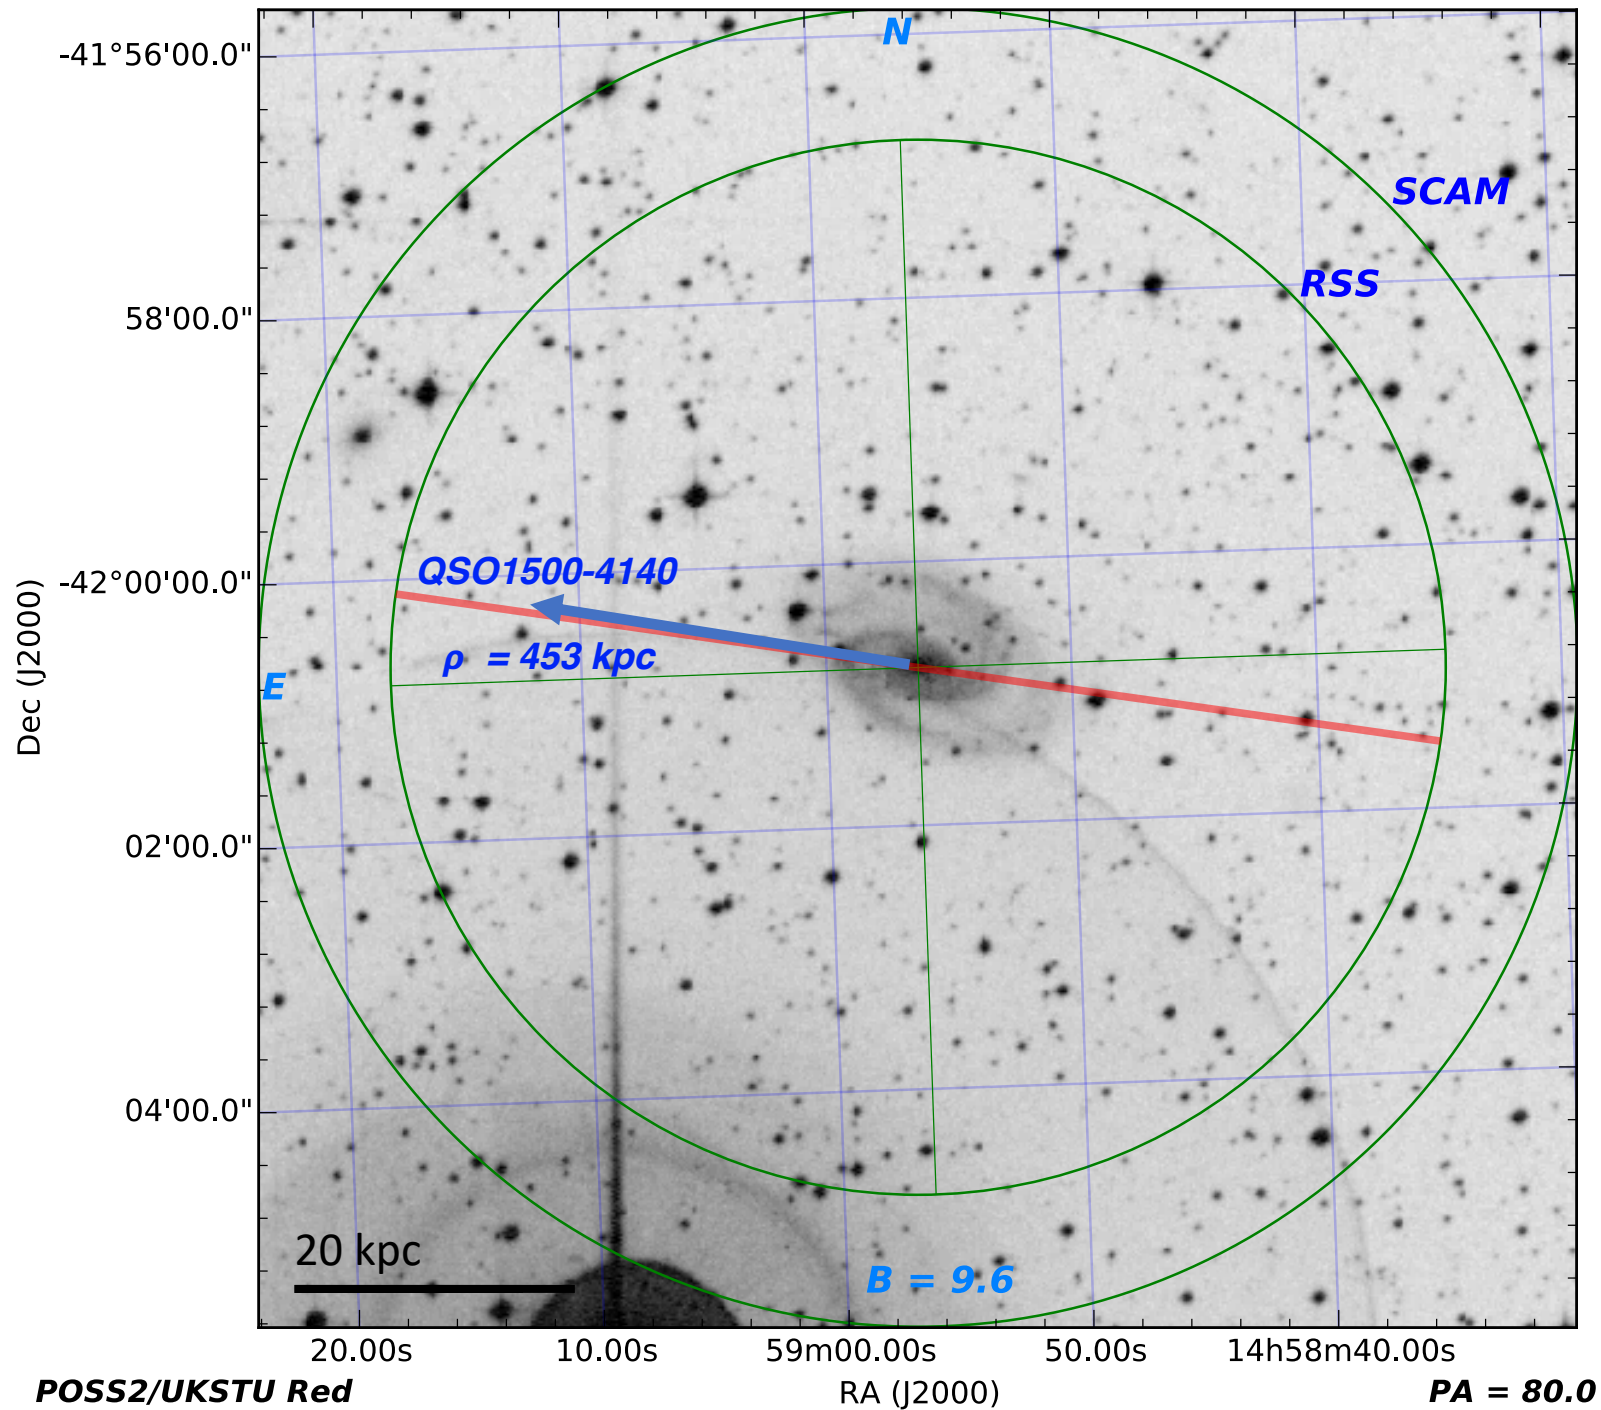 N
-41°56'00.0"
SCAM
RSS
58'00.0"
QSO1500-4140
-42°00'00.0"
ρ = 453 kpc
E
Dec (J2000)
02'00.0"
04'00.0"
20 kpc
B = 9.6
20.00s 10.00s 59m00.00s 50.00s 14h58m40.00s
POSS2/UKSTU Red RA (J2000) PA = 80.0